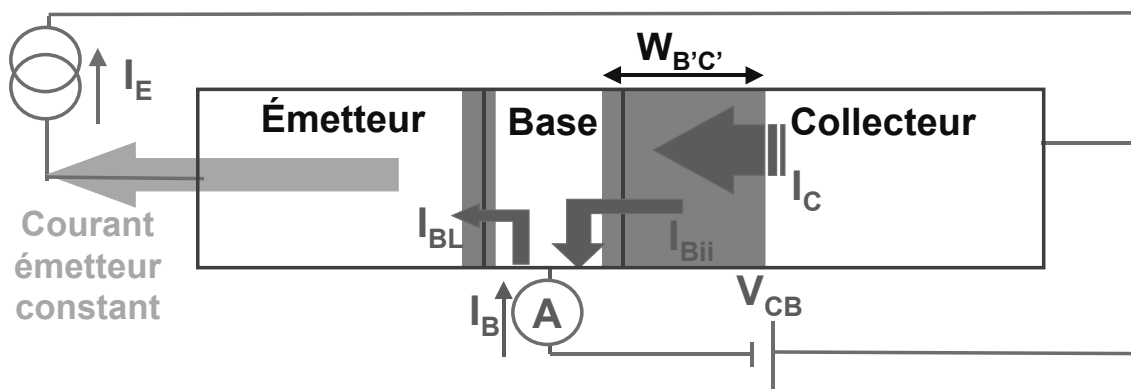 W_B'C'
I_E
Émetteur
Base
Collecteur
I_C
I_BL
I_Bii
Courant
émetteur
constant
I_B
A
V_CB